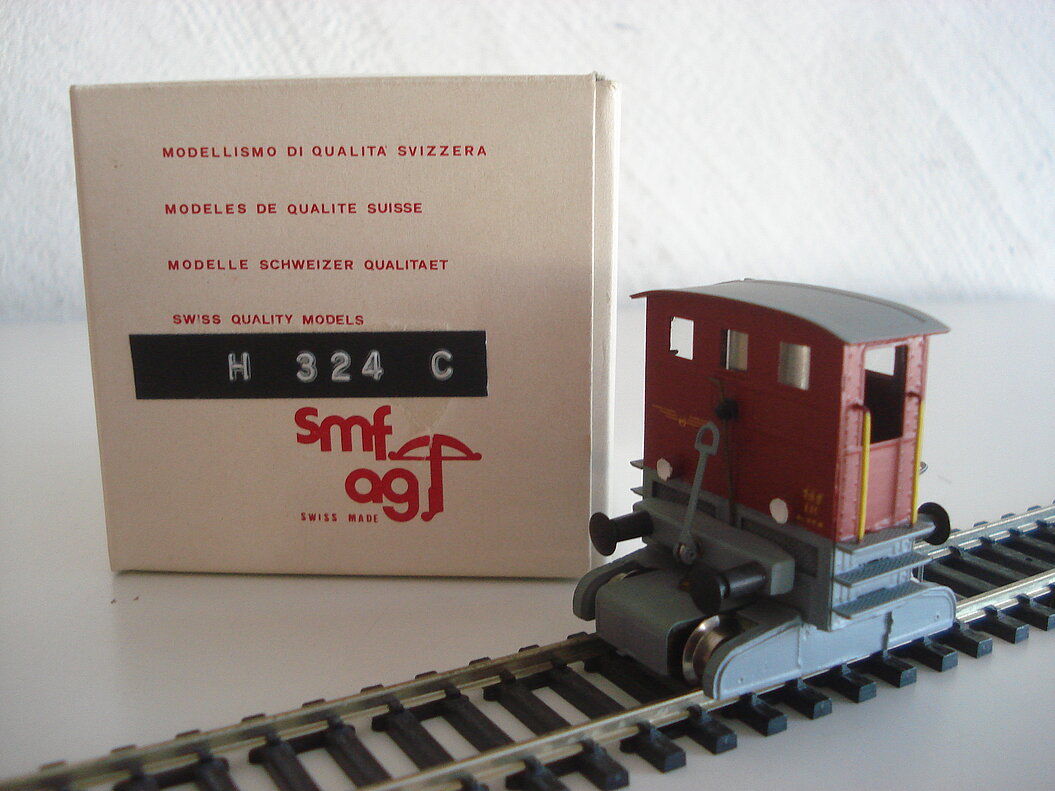 MODELLISMO DI QUALITA' SVIZZERA
MODELES DE QUALITE SUISSE
MODELLE SCHWEIZER QUALITAET
SWISS QUALITY MODELS
H 324 C
smf
ag
SWISS MADE